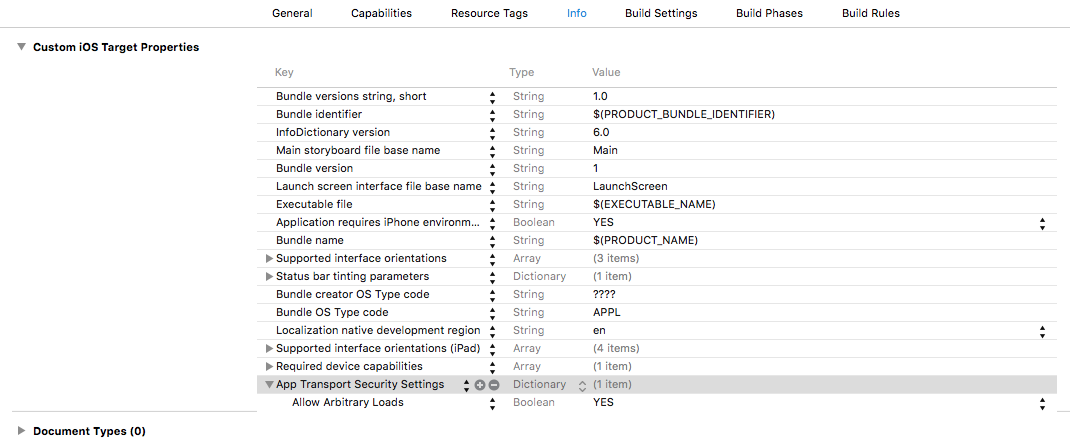 General Capabilities Resource Tags Info Build Settings Build Phases Build Rules
Custom iOS Target Properties
Key Type Value
Bundle versions string, short String 1.0
Bundle identifier String $(PRODUCT_BUNDLE_IDENTIFIER)
InfoDictionary version String 6.0
Main storyboard file base name String Main
Bundle version String 1
Launch screen interface file base name String LaunchScreen
Executable file String $(EXECUTABLE_NAME)
Application requires iPhone environm... Boolean YES
Bundle name String $(PRODUCT_NAME)
Supported interface orientations Array (3 items)
Status bar tinting parameters Dictionary (1 item)
Bundle creator OS Type code String ????
Bundle OS Type code String APPL
Localization native development region String en
Supported interface orientations (iPad) Array (4 items)
Required device capabilities Array (1 item)
App Transport Security Settings Dictionary (1 item)
Allow Arbitrary Loads Boolean YES
Document Types (0)